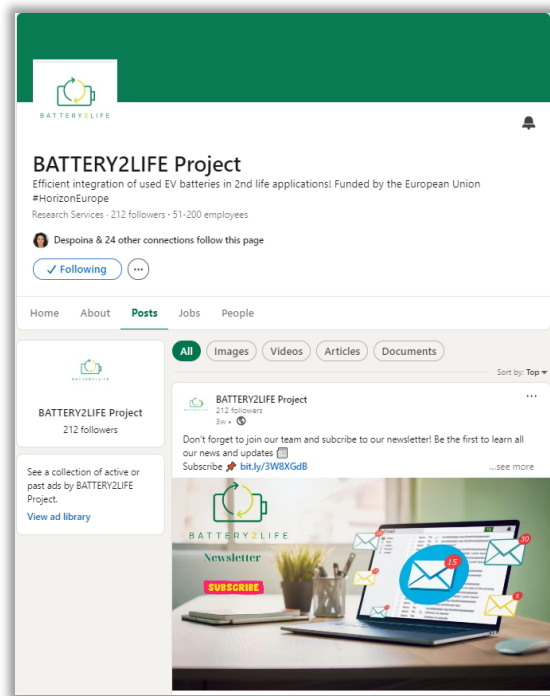 BATTERY2LIFE
BATTERY2LIFE Project
Efficient integration of used EV batteries in 2nd life applications! Funded by the European Union
#HorizonEurope
Research Services · 212 followers · 51-200 employees
Despoina & 24 other connections follow this page
✓ Following
···
Home About Posts Jobs People
BATTERY2LIFE
BATTERY2LIFE Project
212 followers
See a collection of active or
past ads by BATTERY2LIFE
Project.
View ad library
All Images Videos Articles Documents
Sort by: Top
BATTERY2LIFE Project
212 followers
3w •
Don't forget to join our team and subcribe to our newsletter! Be the first to learn all
our news and updates
Subscribe 📌 bit.ly/3W8XGdB
...see more
BATTERY2LIFE
Newsletter
SUBSCRIBE
15
30
5